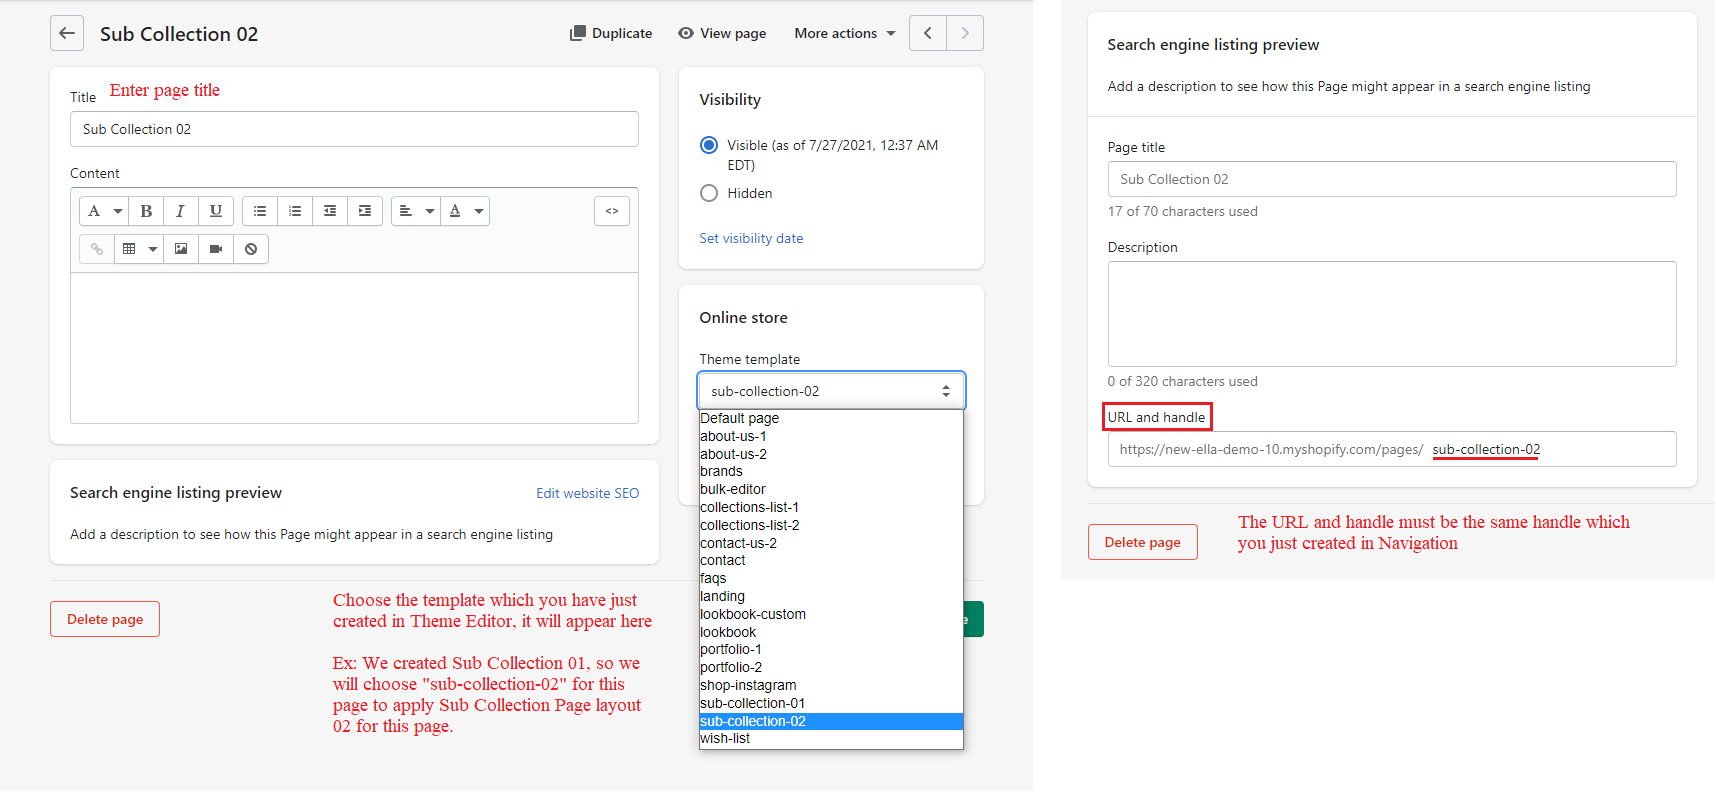 Sub Collection 02
Duplicate
View page
More actions
Title
Enter page title
Sub Collection 02
Content
A
B
I
U
A
<>
Search engine listing preview
Edit website SEO
Add a description to see how this Page might appear in a search engine listing
Delete page
Choose the template which you have just
created in Theme Editor, it will appear here
Ex: We created Sub Collection 01, so we
will choose "sub-collection-02" for this
page to apply Sub Collection Page layout
02 for this page.
Visibility
Visible (as of 7/27/2021, 12:37 AM
EDT)
Hidden
Set visibility date
Online store
Theme template
sub-collection-02
Default page
about-us-1
about-us-2
brands
bulk-editor
collections-list-1
collections-list-2
contact-us-2
contact
faqs
landing
lookbook-custom
lookbook
portfolio-1
portfolio-2
shop-instagram
sub-collection-01
sub-collection-02
wish-list
e
Search engine listing preview
Add a description to see how this Page might appear in a search engine listing
Page title
Sub Collection 02
17 of 70 characters used
Description
0 of 320 characters used
URL and handle
https://new-ella-demo-10.myshopify.com/pages/ sub-collection-02
Delete page
The URL and handle must be the same handle which
you just created in Navigation